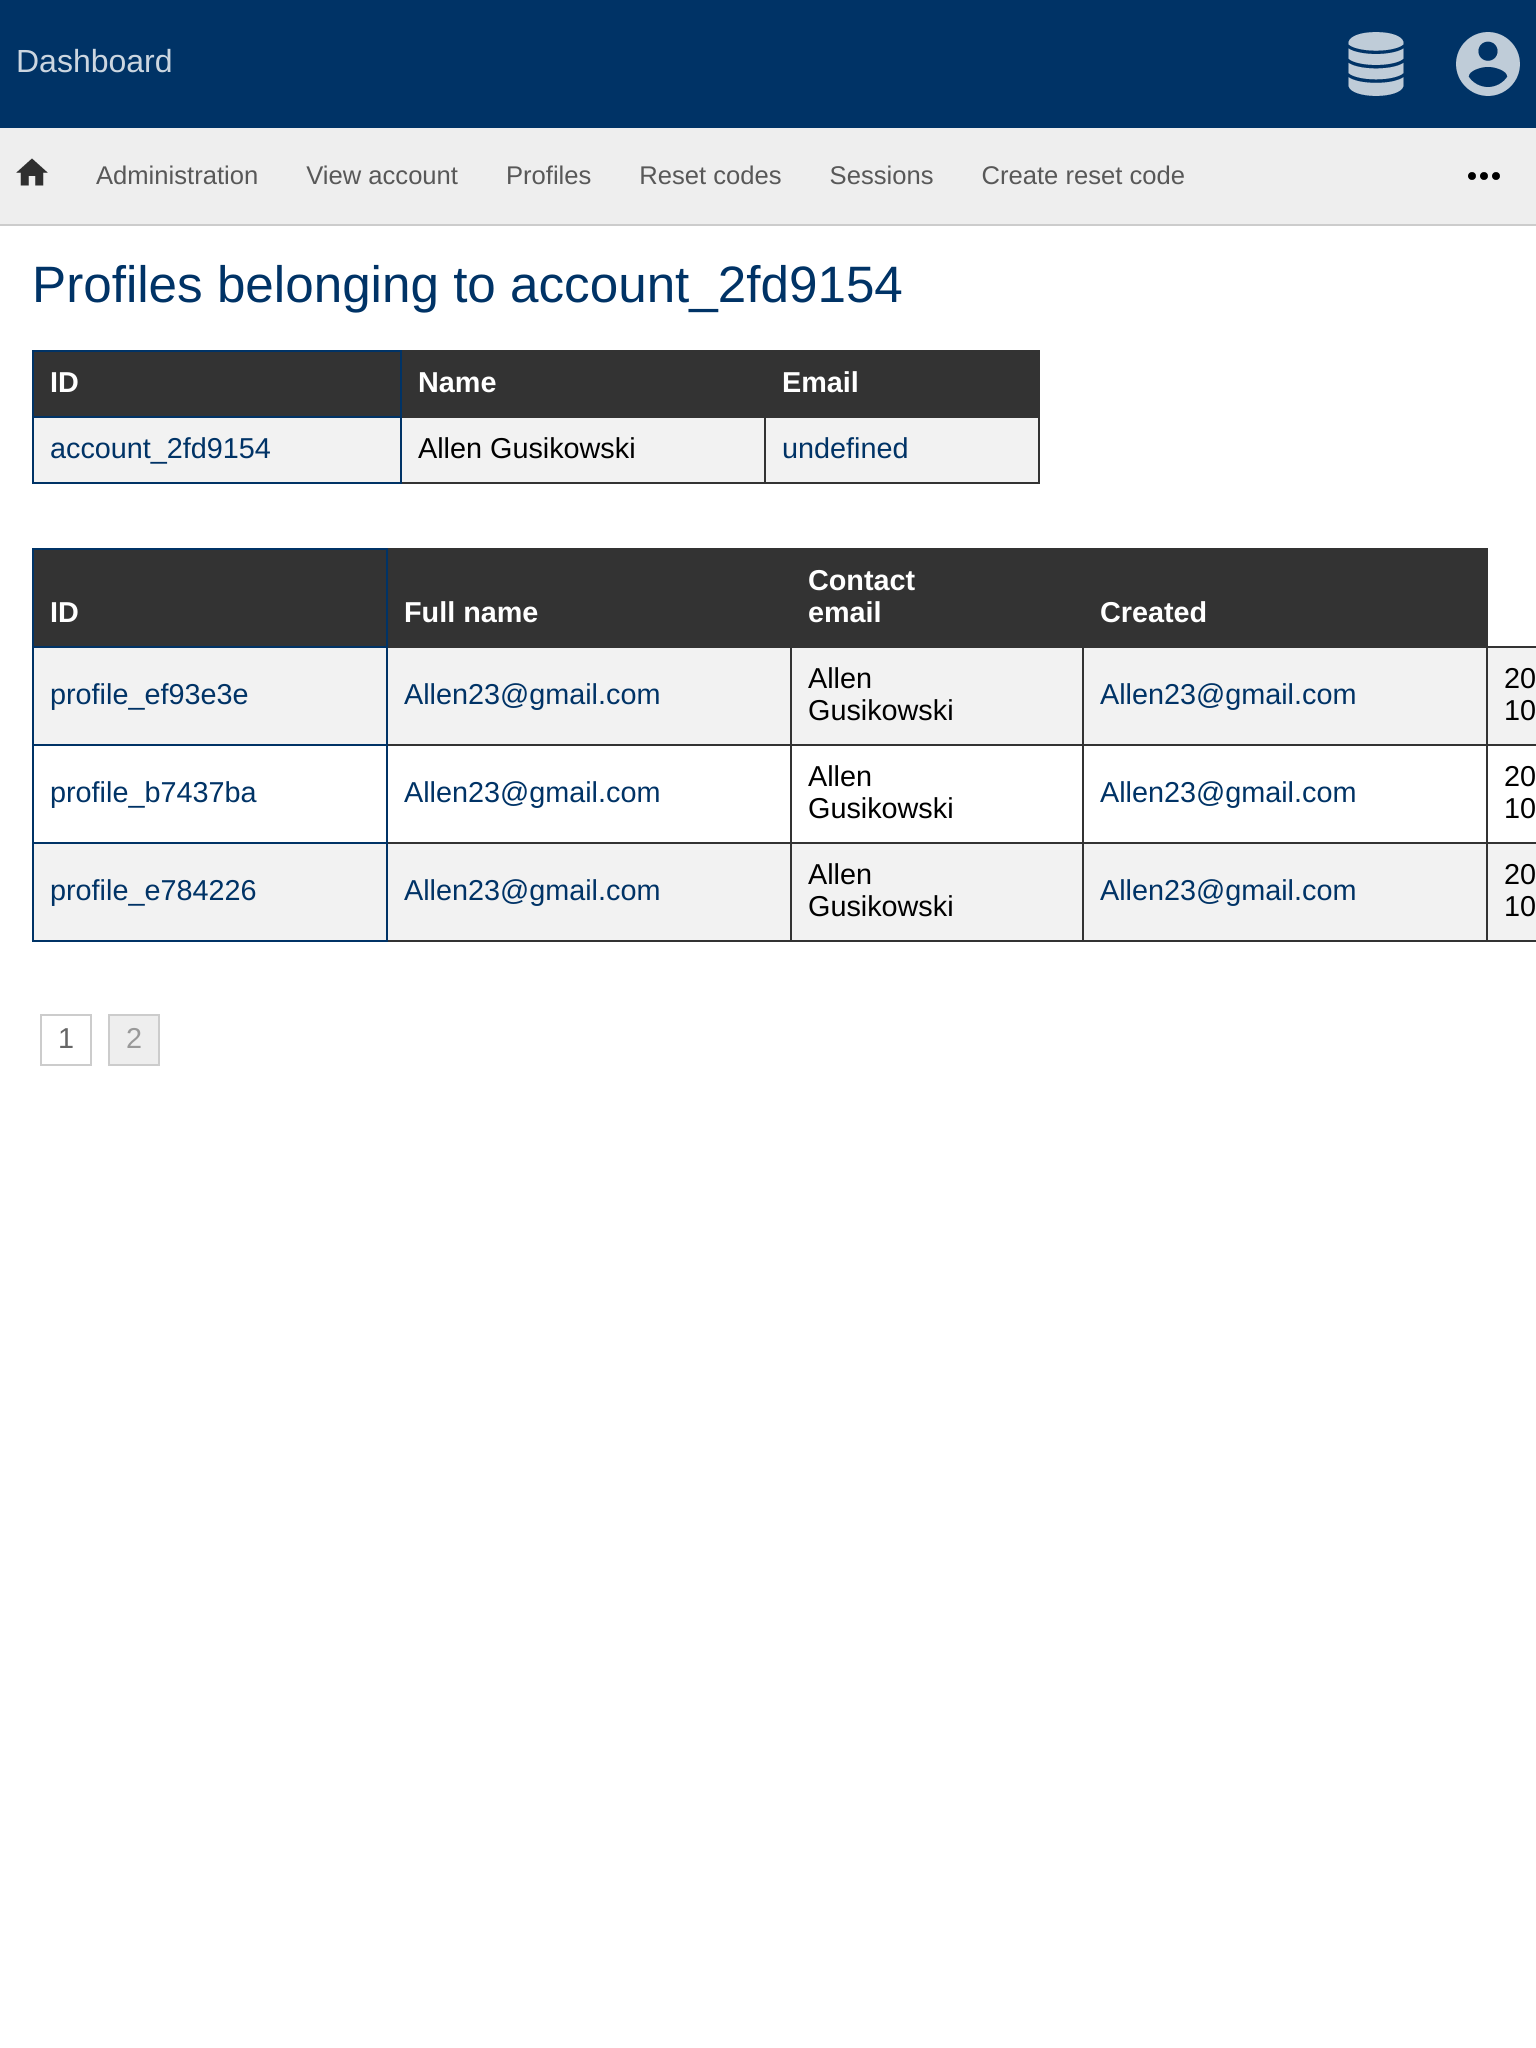 Dashboard
Administration View account Profiles Reset codes Sessions Create reset code
Profiles belonging to account_2fd9154
ID Name Email
account_2fd9154 Allen Gusikowski undefined
ID Full name Contact email Created
profile_ef93e3e Allen23@gmail.com Allen Gusikowski Allen23@gmail.com 20 10
profile_b7437ba Allen23@gmail.com Allen Gusikowski Allen23@gmail.com 20 10
profile_e784226 Allen23@gmail.com Allen Gusikowski Allen23@gmail.com 20 10
1 2